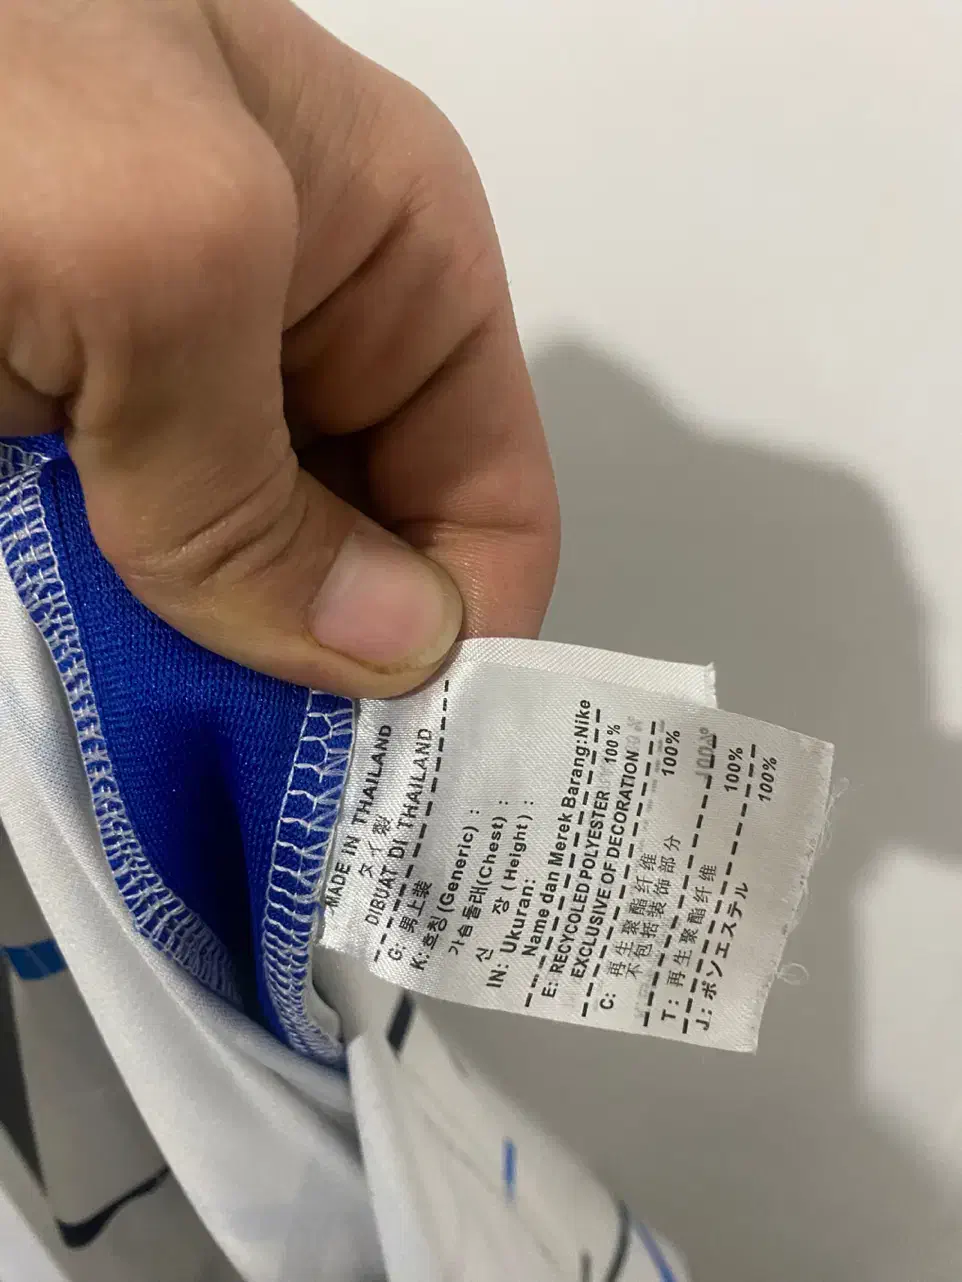 MADE IN THAILAND
タイ製
DIBUAT DI THAILAND
G: 男上裝
K: 호칭(Generic) :
가슴둘레(Chest) :
신 장(Height) :
IN: Ukuran:
Name dan Merek Barang:Nike
E: RECYCOLED POLYESTER 100%
EXCLUSIVE OF DECORATION
C: 再生聚酯纤维 100%
不包括装饰部分
T: 再生聚酯纤维 100%
J: ポソエステル 100%